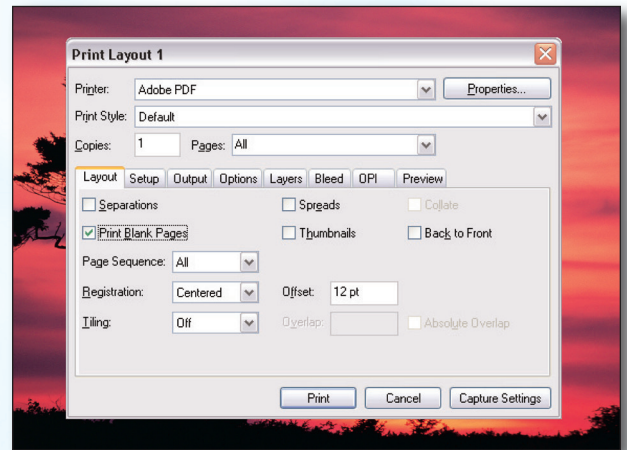 Print Layout 1
Printer: Adobe PDF Properties...
Print Style: Default
Copies: 1 Pages: All
Layout Setup Output Options Layers Bleed OPI Preview
Separations Spreads Collate
Print Blank Pages Thumbnails Back to Front
Page Sequence: All
Registration: Centered Offset: 12 pt
Tiling: Off Overlap: Absolute Overlap
Print Cancel Capture Settings